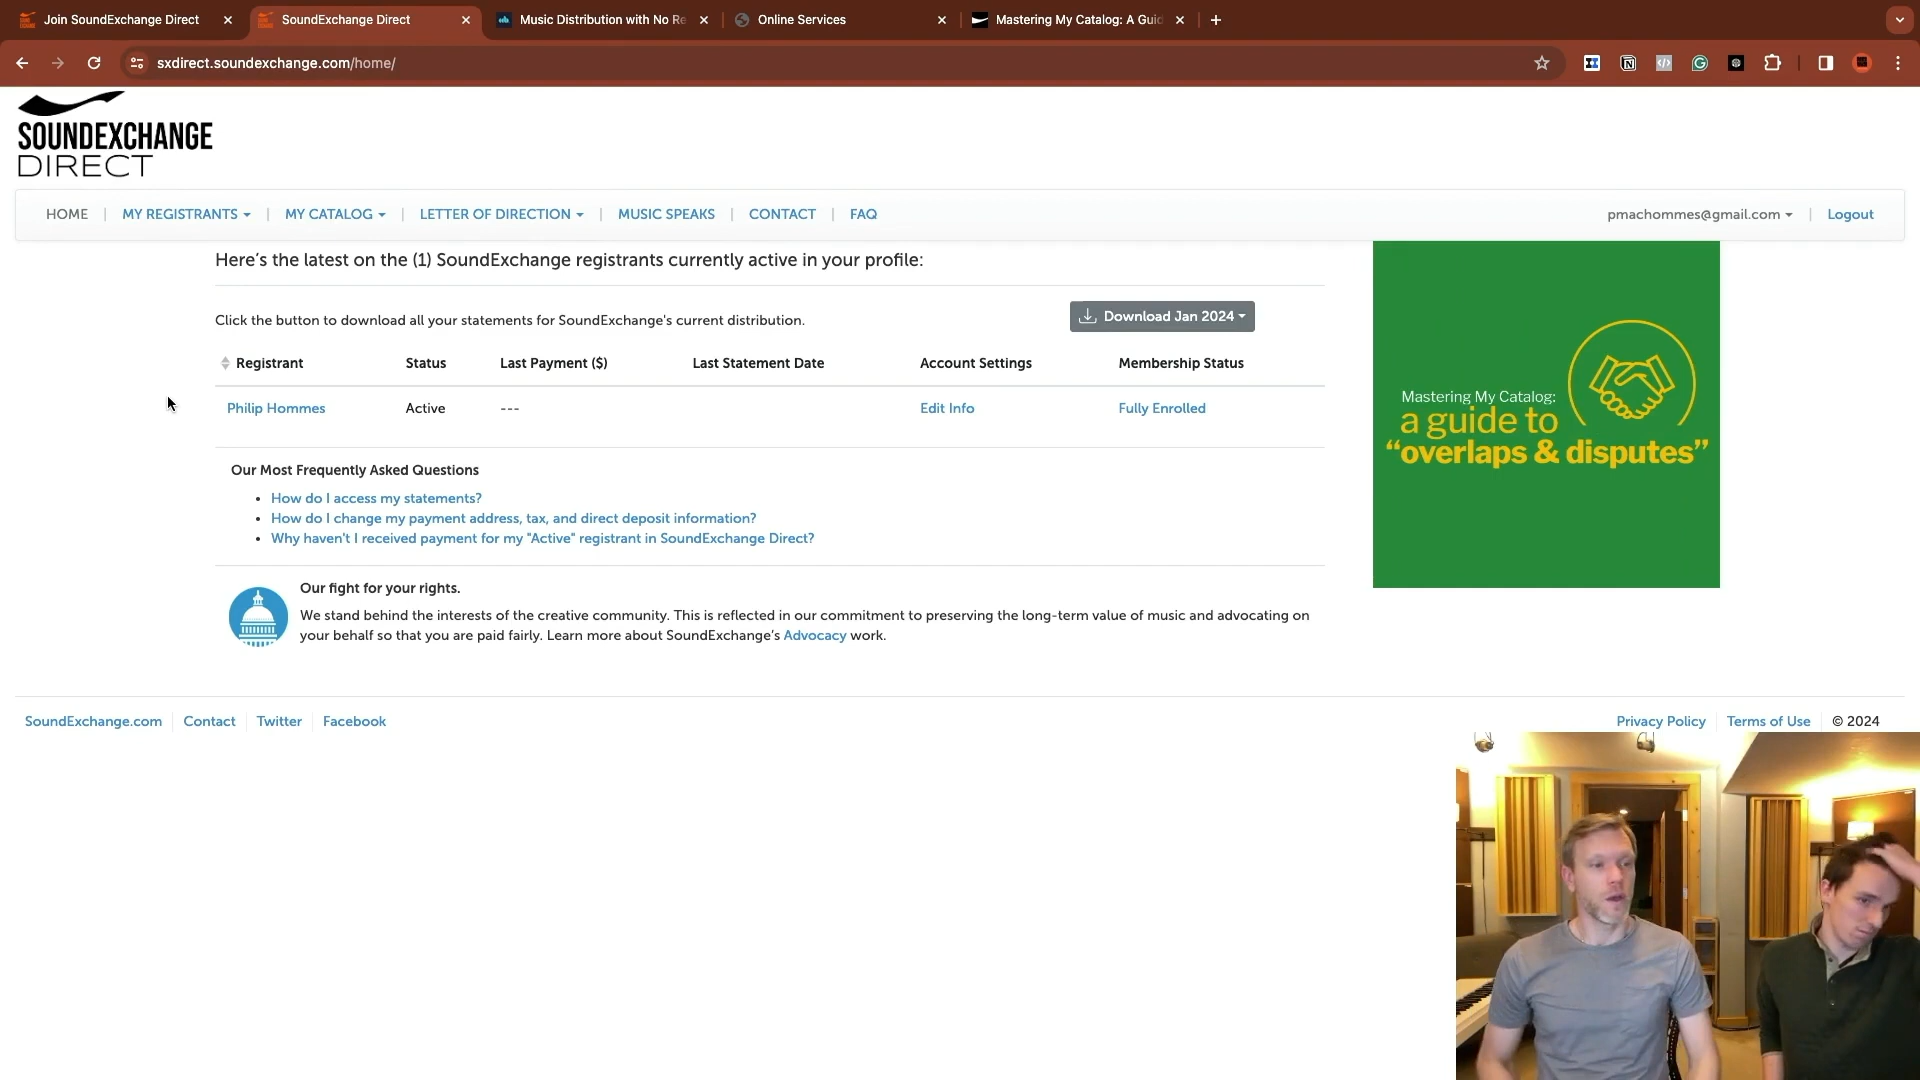 Join SoundExchange Direct
SoundExchange Direct
Music Distribution with No Re
Online Services
Mastering My Catalog: A Guid
sxdirect.soundexchange.com/home/
SOUNDEXCHANGE
DIRECT
HOME | MY REGISTRANTS | MY CATALOG | LETTER OF DIRECTION | MUSIC SPEAKS | CONTACT | FAQ
pmachommes@gmail.com | Logout
Here's the latest on the (1) SoundExchange registrants currently active in your profile:
Click the button to download all your statements for SoundExchange's current distribution.
Download Jan 2024
Registrant Status Last Payment ($) Last Statement Date Account Settings Membership Status
Philip Hommes Active --- Edit Info Fully Enrolled
Our Most Frequently Asked Questions
• How do I access my statements?
• How do I change my payment address, tax, and direct deposit information?
• Why haven't I received payment for my "Active" registrant in SoundExchange Direct?
Our fight for your rights.
We stand behind the interests of the creative community. This is reflected in our commitment to preserving the long-term value of music and advocating on
your behalf so that you are paid fairly. Learn more about SoundExchange's Advocacy work.
Mastering My Catalog:
a guide to
“overlaps & disputes”
SoundExchange.com Contact Twitter Facebook
Privacy Policy Terms of Use © 2024